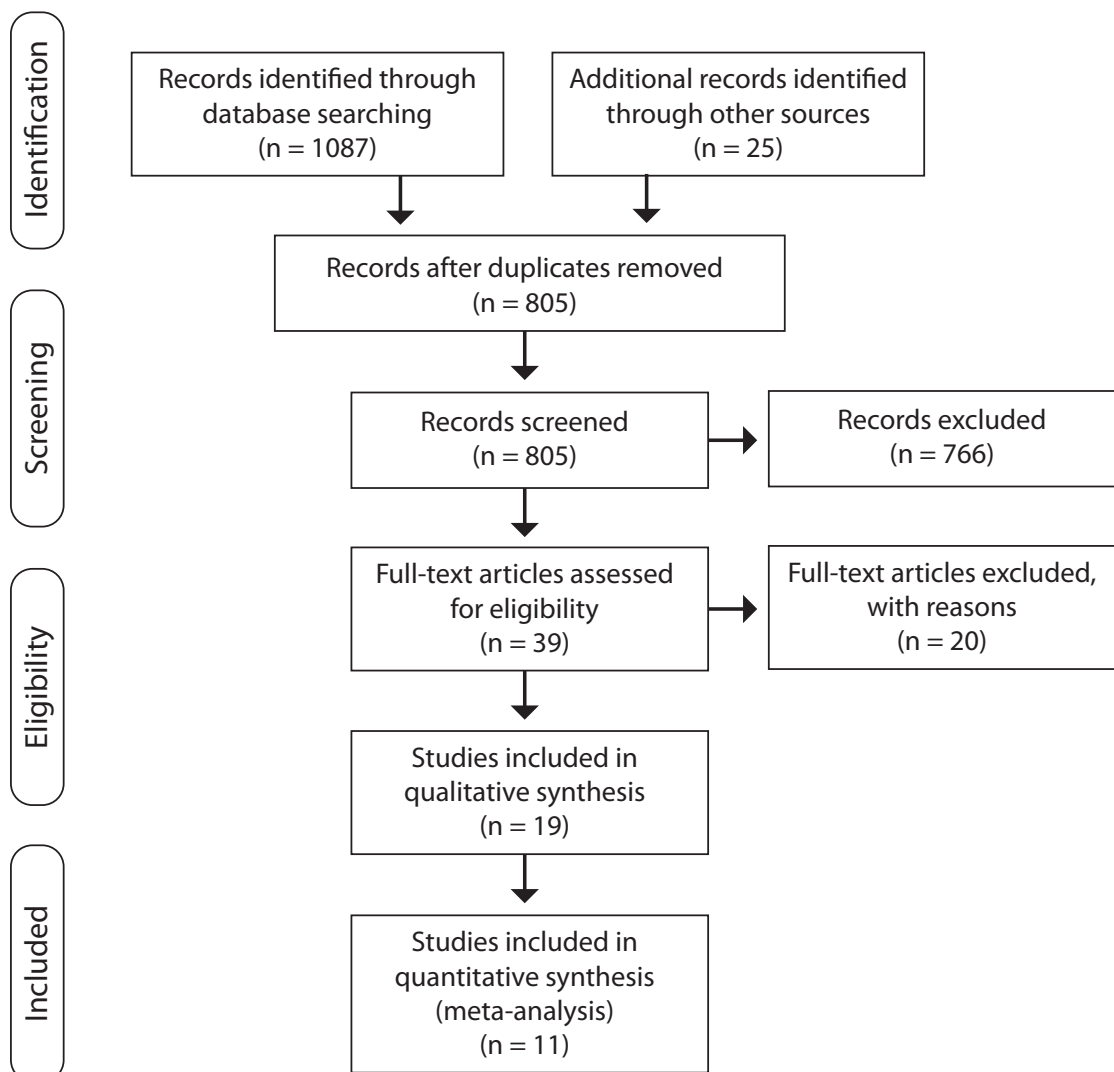 Identification
Records identified through
database searching
(n = 1087)
Additional records identified
through other sources
(n = 25)
Records after duplicates removed
(n = 805)
Screening
Records screened
(n = 805)
Records excluded
(n = 766)
Eligibility
Full-text articles assessed
for eligibility
(n = 39)
Full-text articles excluded,
with reasons
(n = 20)
Studies included in
qualitative synthesis
(n = 19)
Included
Studies included in
quantitative synthesis
(meta-analysis)
(n = 11)